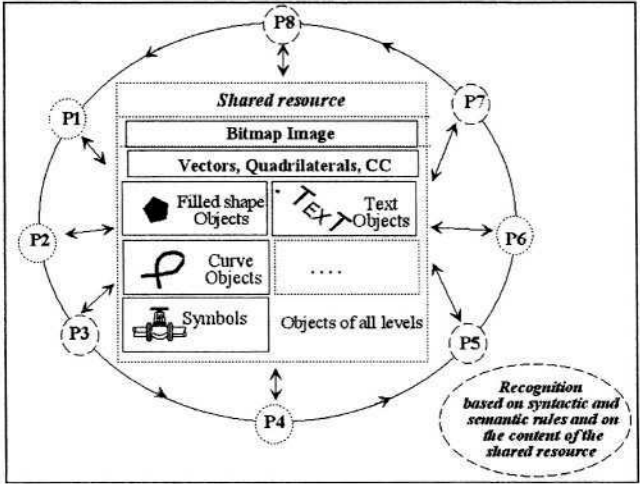 P8
P1
P7
Shared resource
Bitmap Image
Vectors, Quadrilaterals, CC
Filled shape
Objects
TEXT
Text
Objects
P2
P6
Curve
Objects
....
P3
Symbols
Objects of all levels
P5
P4
Recognition
based on syntactic and
semantic rules and on
the content of the
shared resource